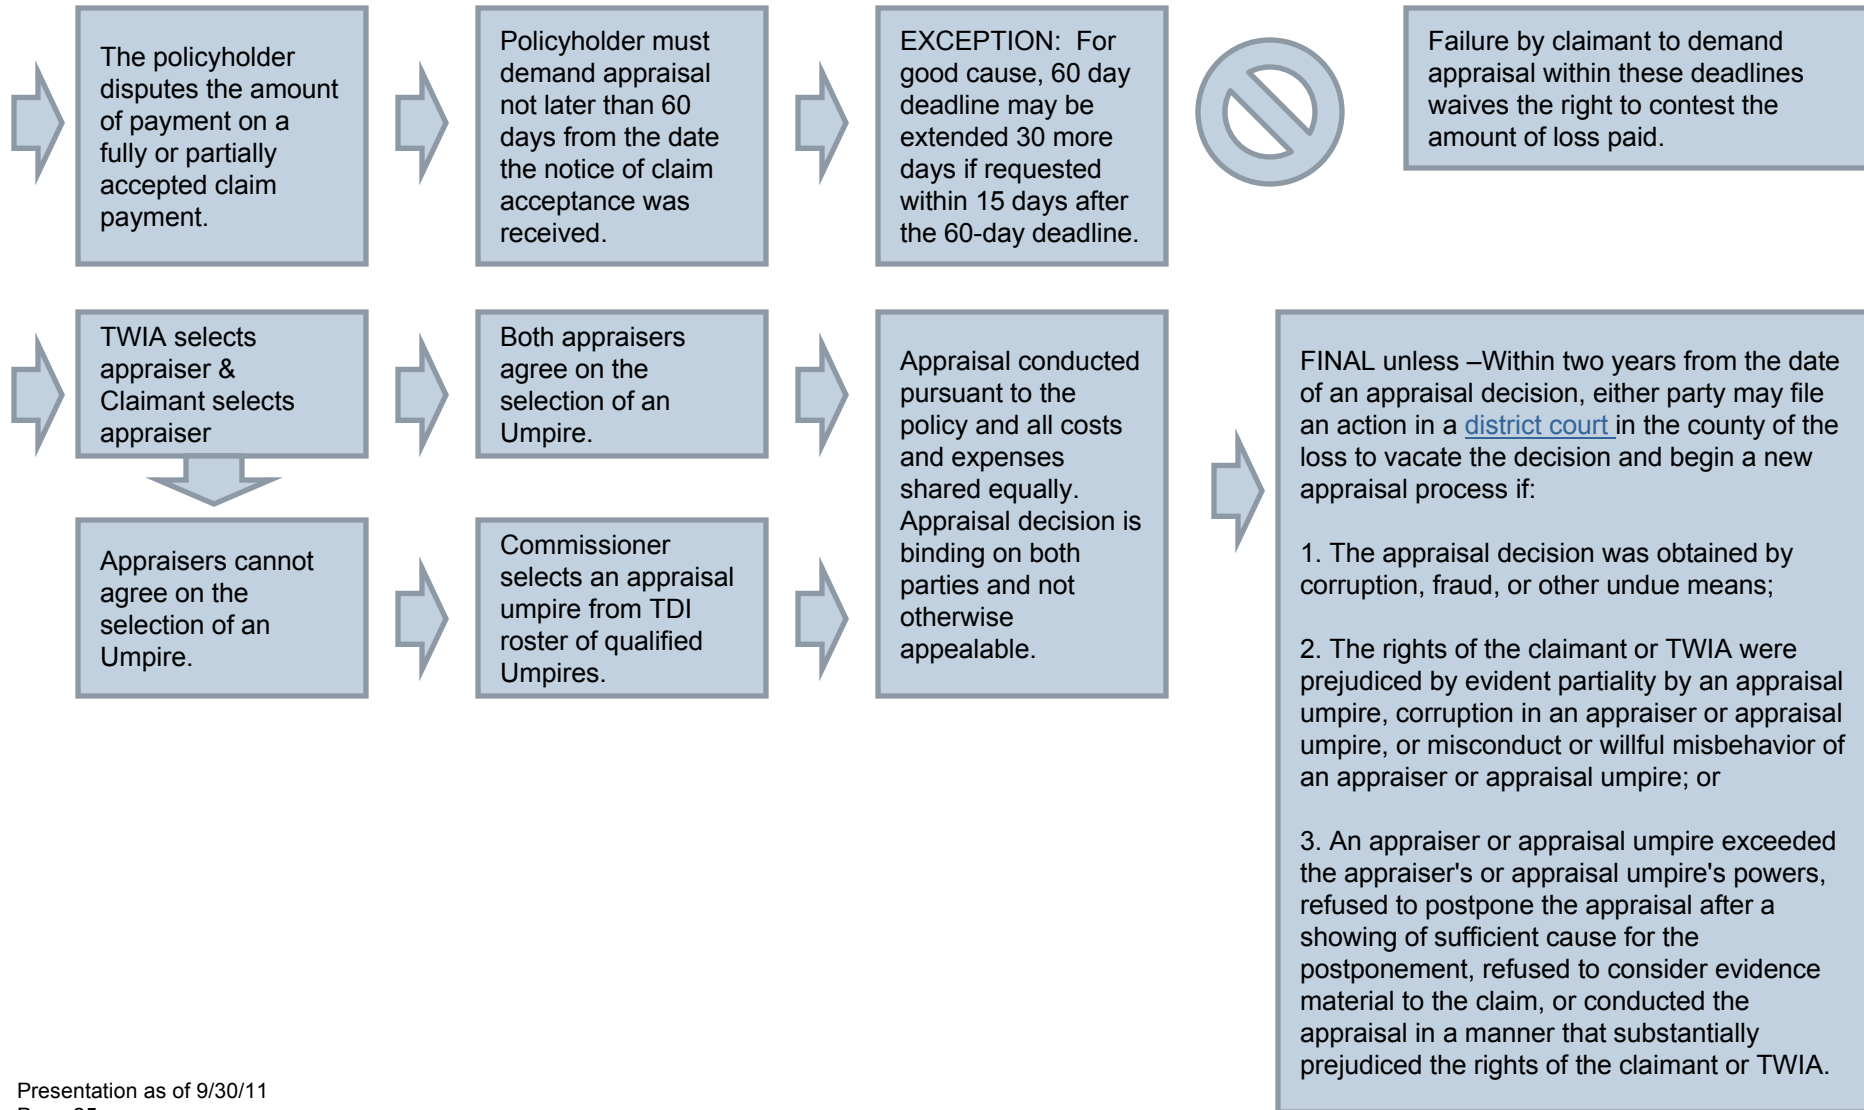 The policyholder
disputes the amount
of payment on a
fully or partially
accepted claim
payment.
Policyholder must
demand appraisal
not later than 60
days from the date
the notice of claim
acceptance was
received.
EXCEPTION:  For
good cause, 60 day
deadline may be
extended 30 more
days if requested
within 15 days after
the 60-day deadline.
Failure by claimant to demand
appraisal within these deadlines
waives the right to contest the
amount of loss paid.
TWIA selects
appraiser &
Claimant selects
appraiser
Both appraisers
agree on the
selection of an
Umpire.
Appraisers cannot
agree on the
selection of an
Umpire.
Commissioner
selects an appraisal
umpire from TDI
roster of qualified
Umpires.
Appraisal conducted
pursuant to the
policy and all costs
and expenses
shared equally.
Appraisal decision is
binding on both
parties and not
otherwise
appealable.
FINAL unless –Within two years from the date
of an appraisal decision, either party may file
an action in a district court in the county of the
loss to vacate the decision and begin a new
appraisal process if:
1. The appraisal decision was obtained by
corruption, fraud, or other undue means;
2. The rights of the claimant or TWIA were
prejudiced by evident partiality by an appraisal
umpire, corruption in an appraiser or appraisal
umpire, or misconduct or willful misbehavior of
an appraiser or appraisal umpire; or
3. An appraiser or appraisal umpire exceeded
the appraiser's or appraisal umpire's powers,
refused to postpone the appraisal after a
showing of sufficient cause for the
postponement, refused to consider evidence
material to the claim, or conducted the
appraisal in a manner that substantially
prejudiced the rights of the claimant or TWIA.
Presentation as of 9/30/11